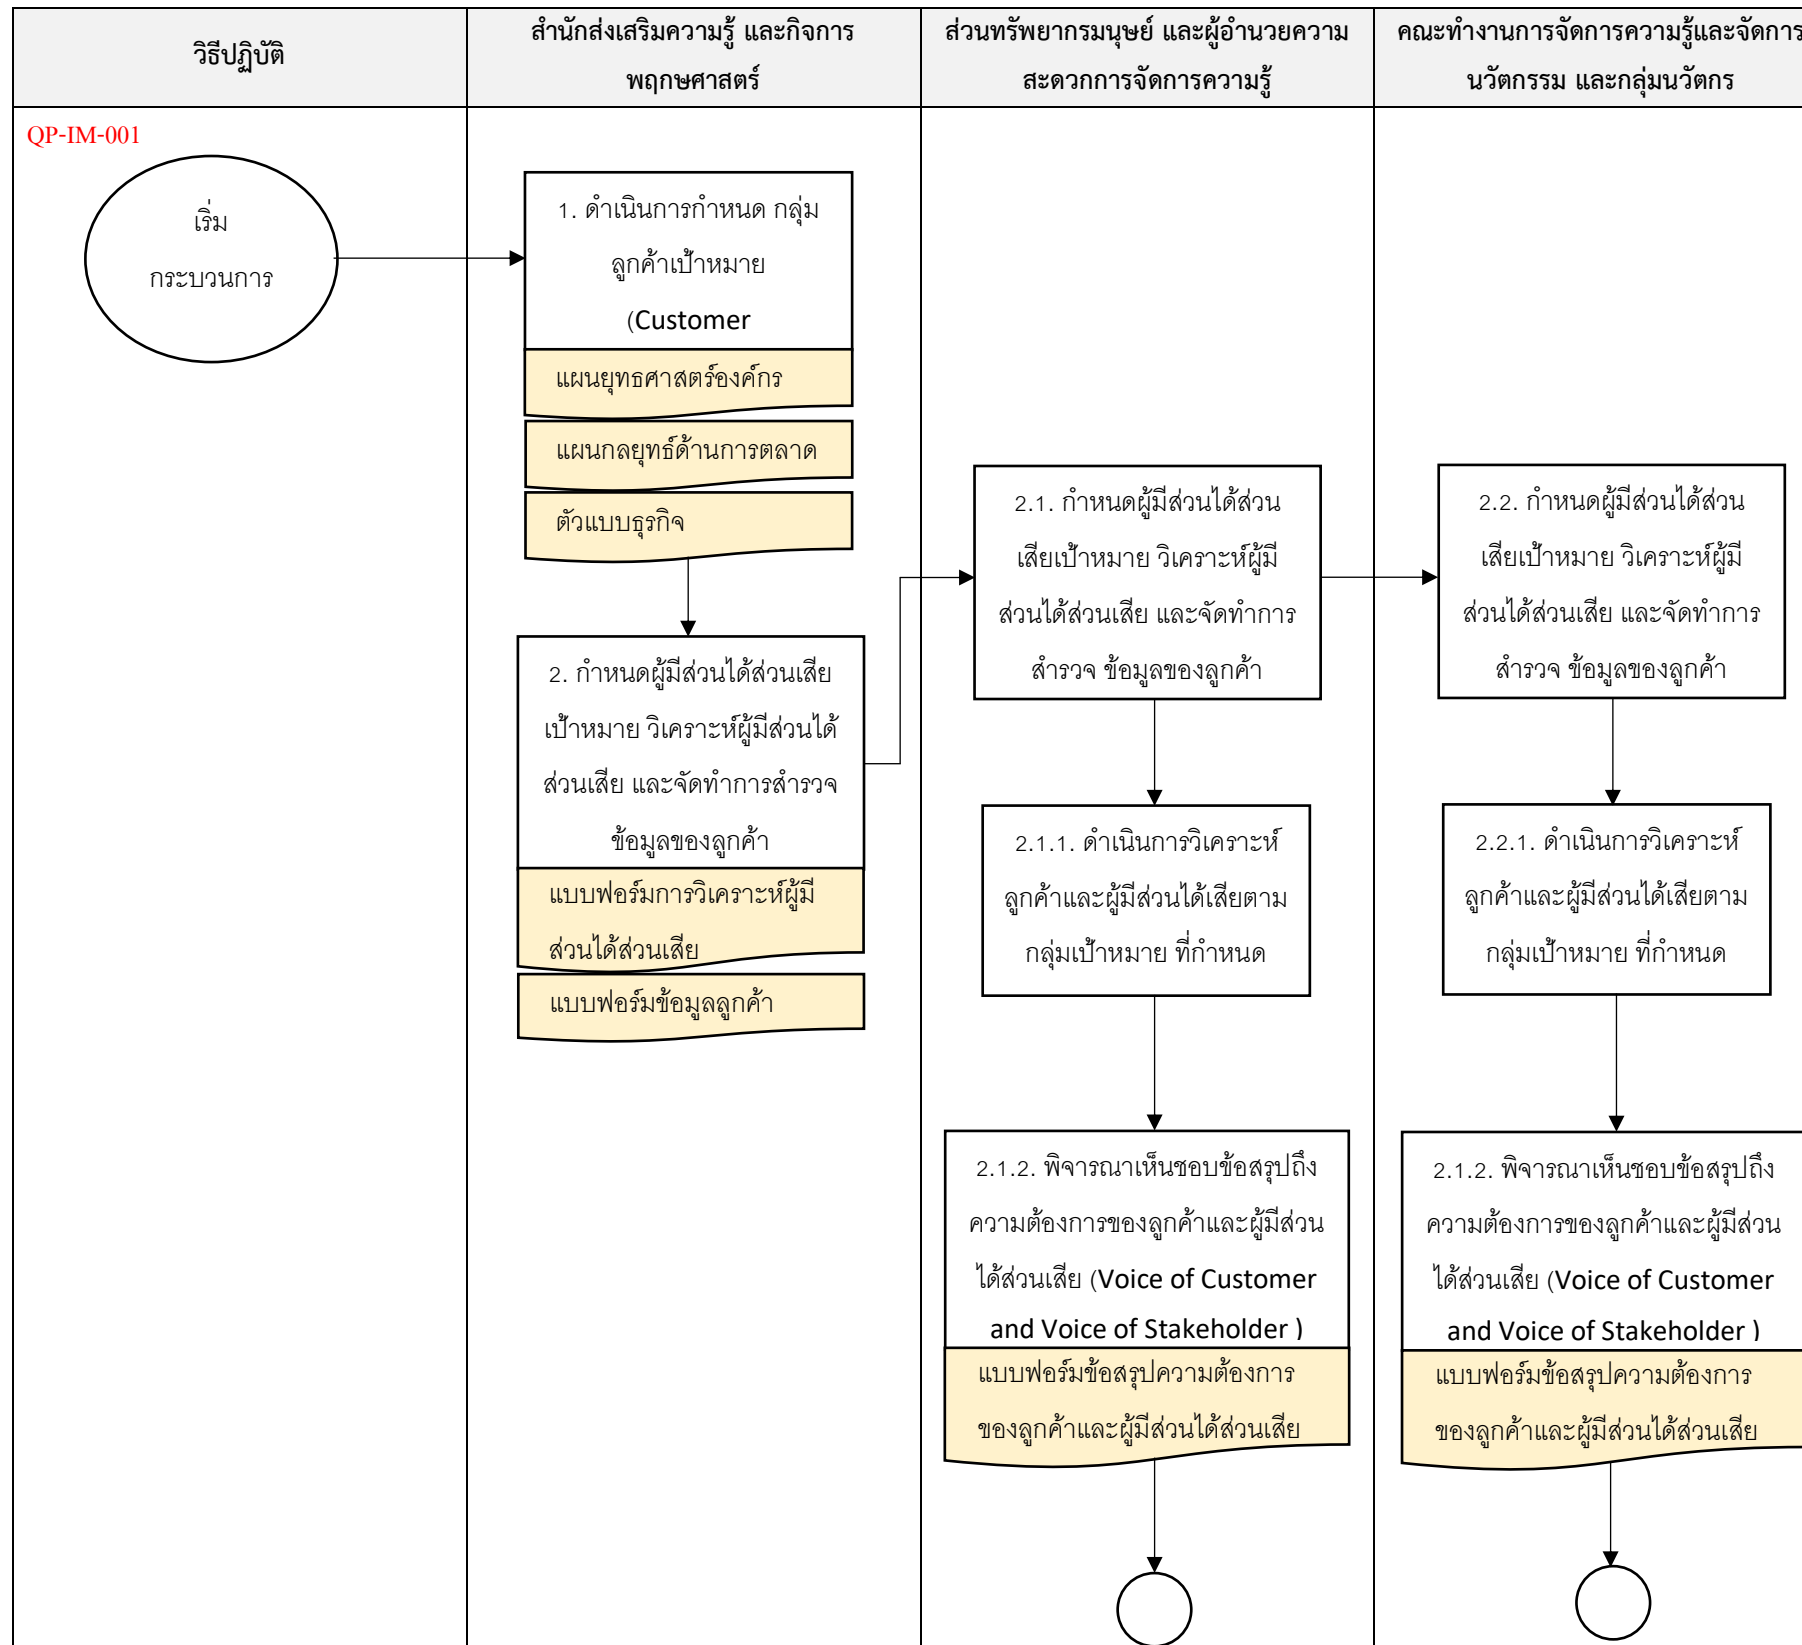 วิธีปฏิบัติ
สำนักส่งเสริมความรู้ และกิจการ
พฤกษศาสตร์
ส่วนทรัพยากรมนุษย์ และผู้อำนวยความ
สะดวกการจัดการความรู้
คณะทำงานการจัดการความรู้และจัดการ
นวัตกรรม และกลุ่มนวัตกร
QP-IM-001
เริ่ม
กระบวนการ
1. ดำเนินการกำหนด กลุ่ม
ลูกค้าเป้าหมาย
(Customer
แผนยุทธศาสตร์องค์กร
แผนกลยุทธ์ด้านการตลาด
ตัวแบบธุรกิจ
2. กำหนดผู้มีส่วนได้ส่วนเสีย
เป้าหมาย วิเคราะห์ผู้มีส่วนได้
ส่วนเสีย และจัดทำการสำรวจ
ข้อมูลของลูกค้า
แบบฟอร์มการวิเคราะห์ผู้มี
ส่วนได้ส่วนเสีย
แบบฟอร์มข้อมูลลูกค้า
2.1. กำหนดผู้มีส่วนได้ส่วน
เสียเป้าหมาย วิเคราะห์ผู้มี
ส่วนได้ส่วนเสีย และจัดทำการ
สำรวจ ข้อมูลของลูกค้า
2.1.1. ดำเนินการวิเคราะห์
ลูกค้าและผู้มีส่วนได้เสียตาม
กลุ่มเป้าหมาย ที่กำหนด
2.1.2. พิจารณาเห็นชอบข้อสรุปถึง
ความต้องการของลูกค้าและผู้มีส่วน
ได้ส่วนเสีย (Voice of Customer
and Voice of Stakeholder )
แบบฟอร์มข้อสรุปความต้องการ
ของลูกค้าและผู้มีส่วนได้ส่วนเสีย
2.2. กำหนดผู้มีส่วนได้ส่วน
เสียเป้าหมาย วิเคราะห์ผู้มี
ส่วนได้ส่วนเสีย และจัดทำการ
สำรวจ ข้อมูลของลูกค้า
2.2.1. ดำเนินการวิเคราะห์
ลูกค้าและผู้มีส่วนได้เสียตาม
กลุ่มเป้าหมาย ที่กำหนด
2.1.2. พิจารณาเห็นชอบข้อสรุปถึง
ความต้องการของลูกค้าและผู้มีส่วน
ได้ส่วนเสีย (Voice of Customer
and Voice of Stakeholder )
แบบฟอร์มข้อสรุปความต้องการ
ของลูกค้าและผู้มีส่วนได้ส่วนเสีย